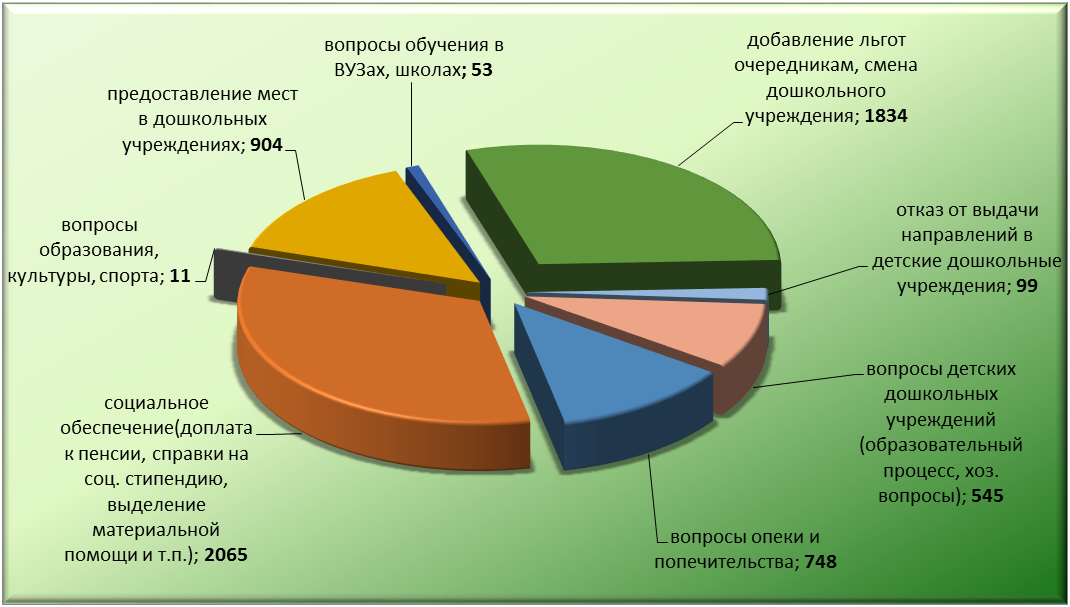 вопросы обучения в
ВУЗах, школах; 53
добавление льгот
очередникам, смена
дошкольного
учреждения; 1834
предоставление мест
в дошкольных
учреждениях; 904
отказ от выдачи
направлений в
детские дошкольные
учреждения; 99
вопросы
образования,
культуры, спорта; 11
вопросы детских
дошкольных
учреждений
(образовательный
процесс, хоз.
вопросы); 545
социальное
обеспечение(доплата
к пенсии, справки на
соц. стипендию,
выделение
материальной
помощи и т.п.); 2065
вопросы опеки и
попечительства; 748